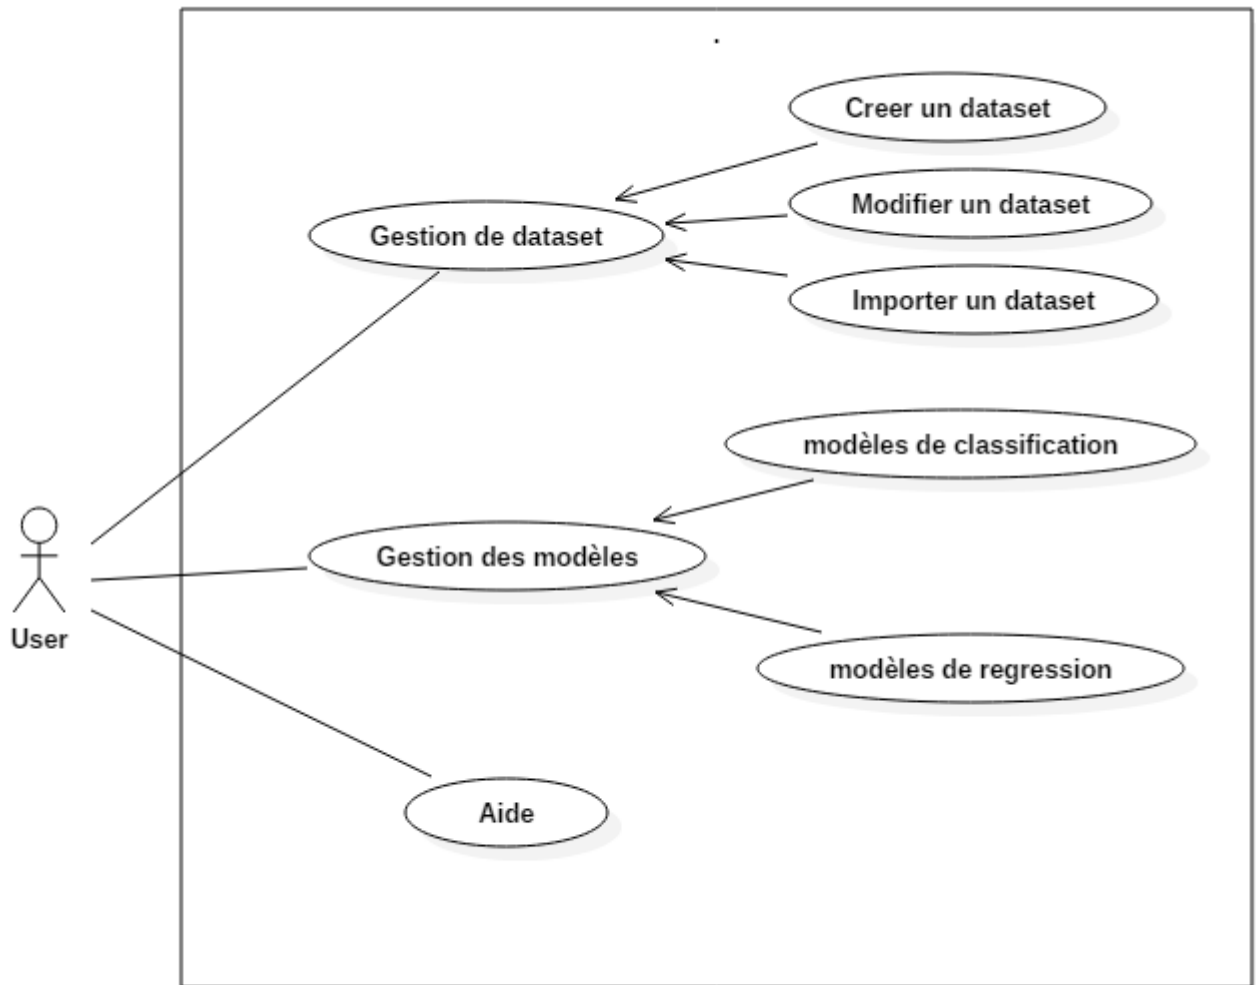 .
Creer un dataset
Modifier un dataset
Gestion de dataset
Importer un dataset
modèles de classification
Gestion des modèles
User
modèles de regression
Aide